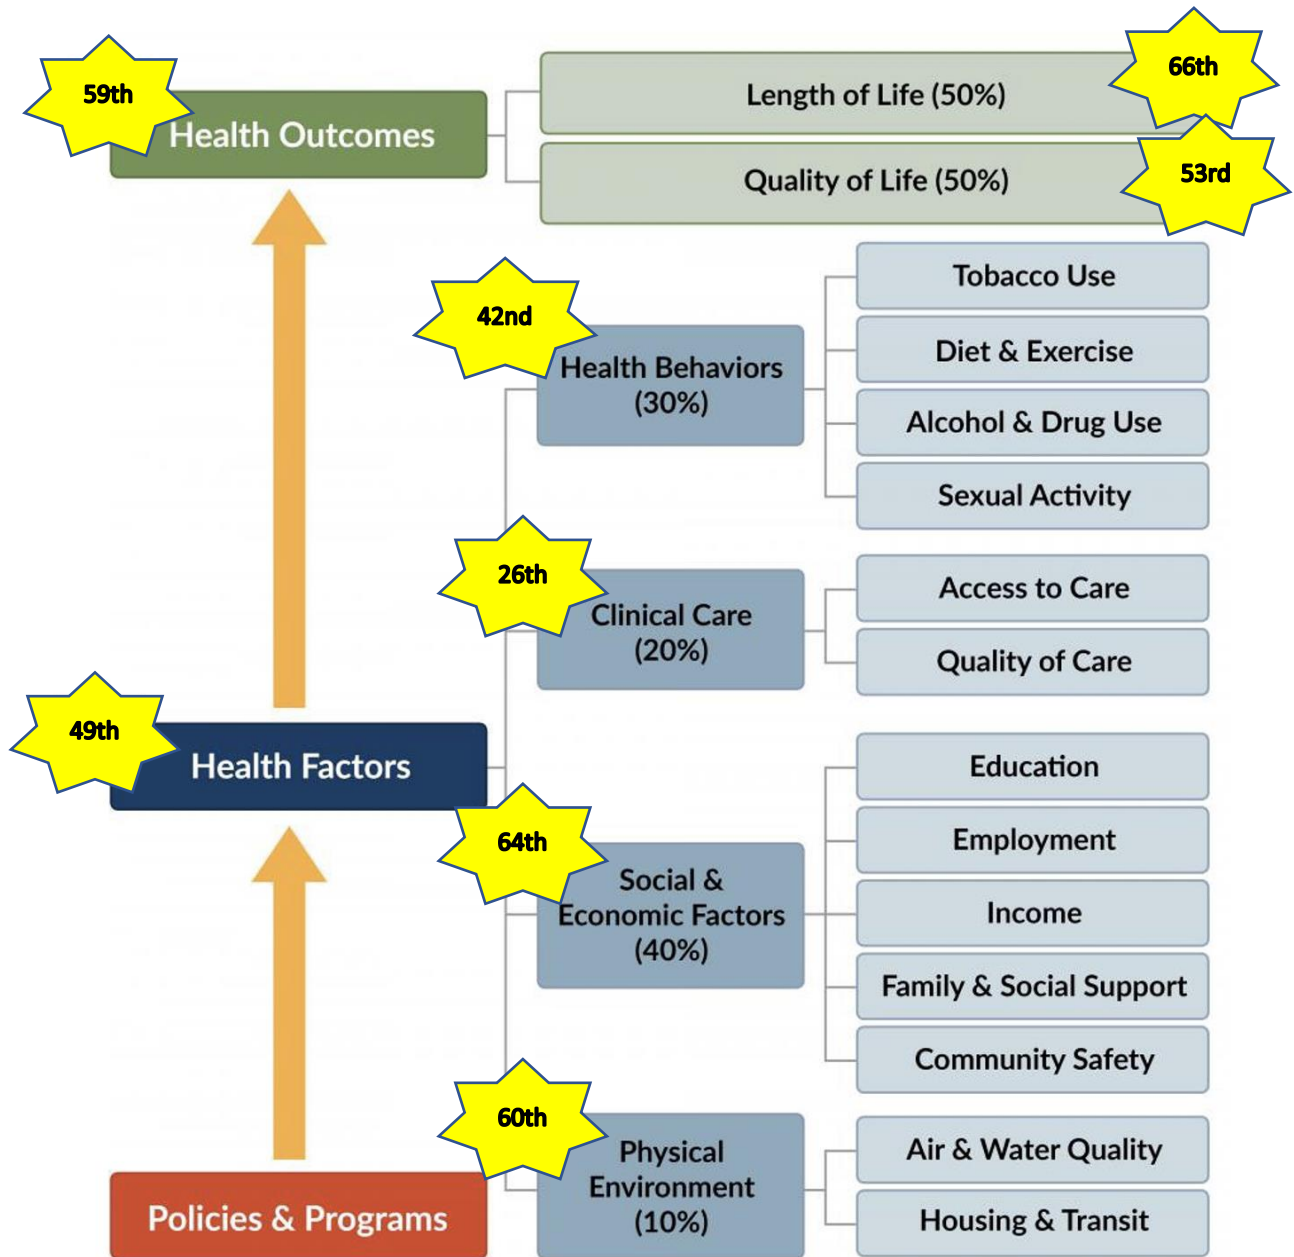 59th
Health Outcomes
Length of Life (50%)
66th
Quality of Life (50%)
53rd
42nd
Health Behaviors
(30%)
Tobacco Use
Diet & Exercise
Alcohol & Drug Use
Sexual Activity
26th
Clinical Care
(20%)
Access to Care
Quality of Care
49th
Health Factors
64th
Social &
Economic Factors
(40%)
Education
Employment
Income
Family & Social Support
Community Safety
60th
Physical
Environment
(10%)
Air & Water Quality
Housing & Transit
Policies & Programs